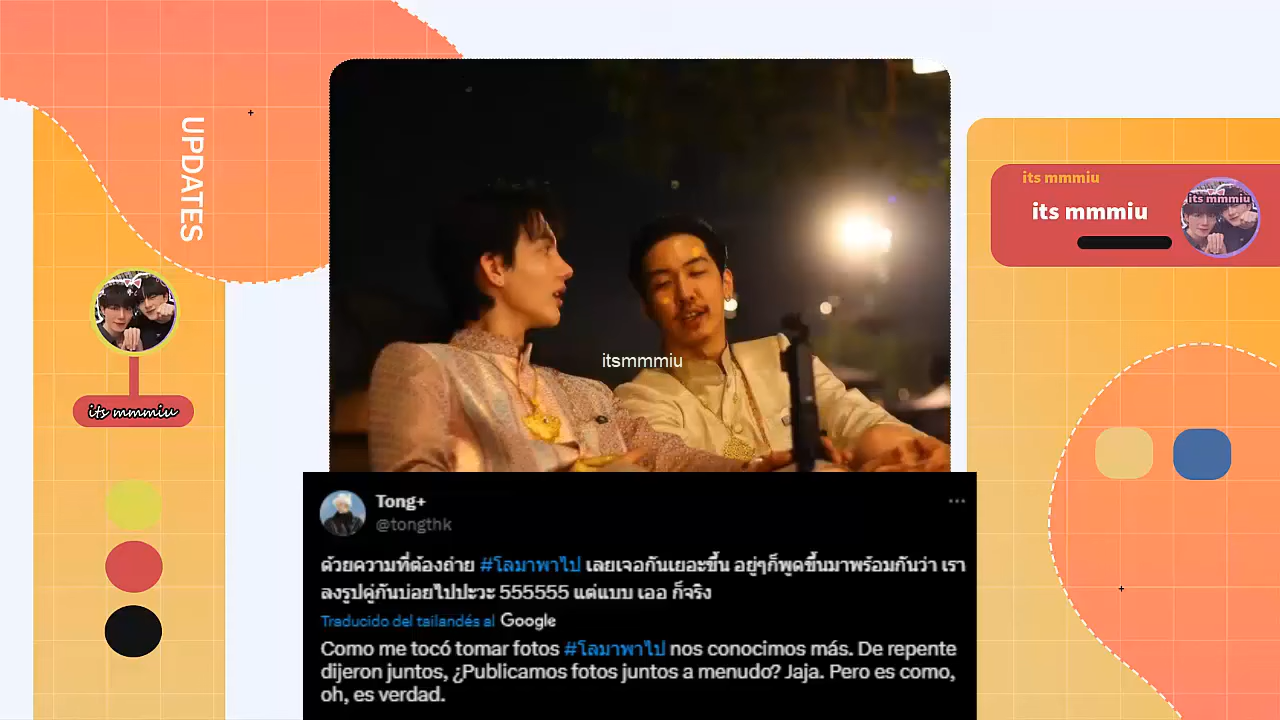 UPDATES
its mmmiu
itsmmmiu
its mmmiu
its mmmiu
its mmmiu
Tong+
@tongthk
ด้วยความที่ต้องถ่าย #โลมาพาไป เลยเจอกันเยอะขึ้น อยู่ๆก็พูดขึ้นมาพร้อมกันว่า เรา
ลงรูปคู่กันบ่อยไปปะวะ 555555 แต่แบบ เออ ก็จริง
Traducido del tailandés al Google
Como me tocó tomar fotos #โลมาพาไป nos conocimos más. De repente
dijeron juntos, ¿Publicamos fotos juntos a menudo? Jaja. Pero es como,
oh, es verdad.